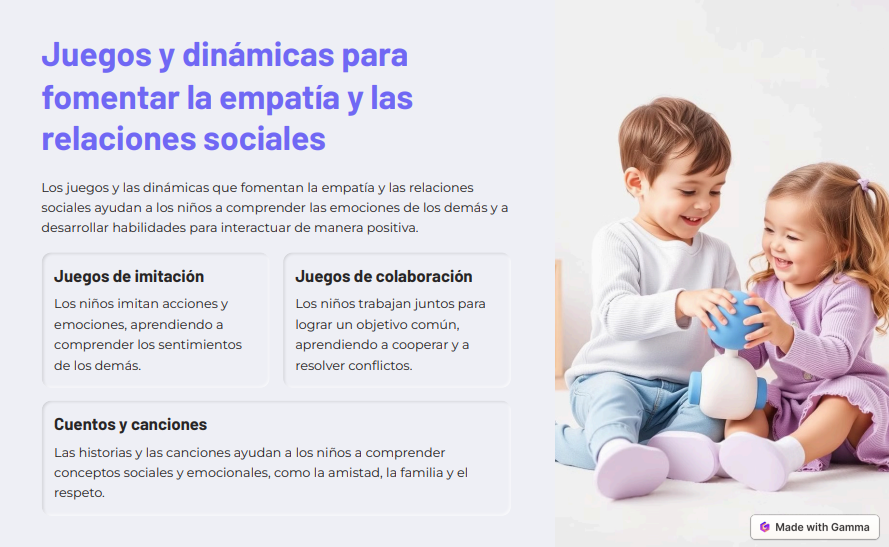 Juegos y dinámicas para
fomentar la empatía y las
relaciones sociales
Los juegos y las dinámicas que fomentan la empatía y las relaciones
sociales ayudan a los niños a comprender las emociones de los demás y a
desarrollar habilidades para interactuar de manera positiva.
Juegos de imitación
Los niños imitan acciones y
emociones, aprendiendo a
comprender los sentimientos
de los demás.
Juegos de colaboración
Los niños trabajan juntos para
lograr un objetivo común,
aprendiendo a cooperar y a
resolver conflictos.
Cuentos y canciones
Las historias y las canciones ayudan a los niños a comprender
conceptos sociales y emocionales, como la amistad, la familia y el
respeto.
Made with Gamma